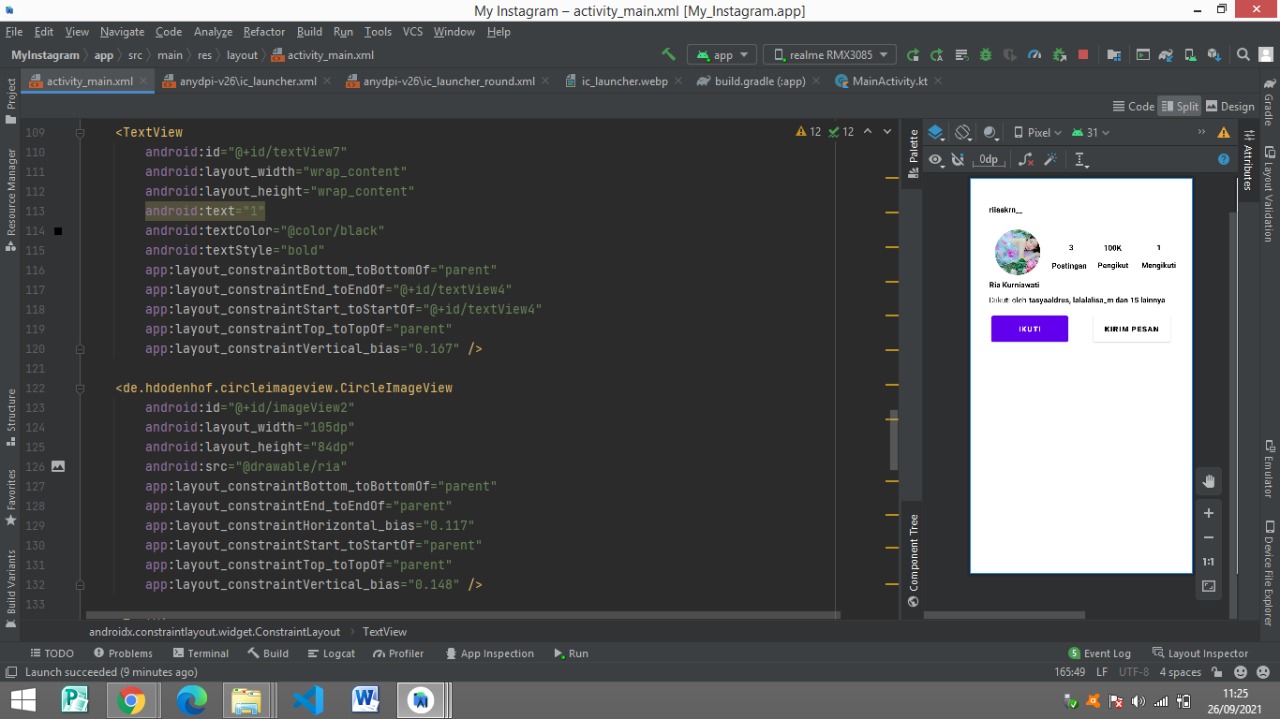 My Instagram – activity_main.xml [My_Instagram.app]
File Edit View Navigate Code Analyze Refactor Build Run Tools VCS Window Help
MyInstagram app src main res layout activity_main.xml
app realme RMX3085
activity_main.xml anydpi-v26\ic_launcher.xml anydpi-v26\ic_launcher_round.xml ic_launcher.webp build.gradle (:app) MainActivity.kt
Code Split Design
Project
Resource Manager
Structure
Favorites
Build Variants
109 <TextView
110 android:id="@+id/textView7"
111 android:layout_width="wrap_content"
112 android:layout_height="wrap_content"
113 android:text="1"
114 android:textColor="@color/black"
115 android:textStyle="bold"
116 app:layout_constraintBottom_toBottomOf="parent"
117 app:layout_constraintEnd_toEndOf="@+id/textView4"
118 app:layout_constraintStart_toStartOf="@+id/textView4"
119 app:layout_constraintTop_toTopOf="parent"
120 app:layout_constraintVertical_bias="0.167" />
121
122 <de.hdodenhof.circleimageview.CircleImageView
123 android:id="@+id/imageView2"
124 android:layout_width="105dp"
125 android:layout_height="84dp"
126 android:src="@drawable/ria"
127 app:layout_constraintBottom_toBottomOf="parent"
128 app:layout_constraintEnd_toEndOf="parent"
129 app:layout_constraintHorizontal_bias="0.117"
130 app:layout_constraintStart_toStartOf="parent"
131 app:layout_constraintTop_toTopOf="parent"
132 app:layout_constraintVertical_bias="0.148" />
133
12 12
Palette
Component Tree
Pixel 31
0dp
riiaakrn__
3 100K 1
Postingan Pengikut Mengikuti
Ria Kurniawati
Diikuti oleh tasyaaldrus, lalalalisa_m dan 15 lainnya
IKUTI KIRIM PESAN
1:1
Gradle
Layout Validation
Attributes
Emulator
Device File Explorer
androidx.constraintlayout.widget.ConstraintLayout TextView
TODO Problems Terminal Build Logcat Profiler App Inspection Run 5 Event Log Layout Inspector
Launch succeeded (9 minutes ago) 165:49 LF UTF-8 4 spaces
11:25
26/09/2021